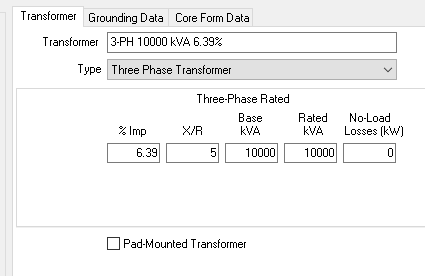 Transformer Grounding Data Core Form Data
Transformer 3-PH 10000 kVA 6.39%
Type Three Phase Transformer
Three-Phase Rated
Base Rated No-Load
% Imp X/R kVA kVA Losses (kW)
6.39 5 10000 10000 0
Pad-Mounted Transformer